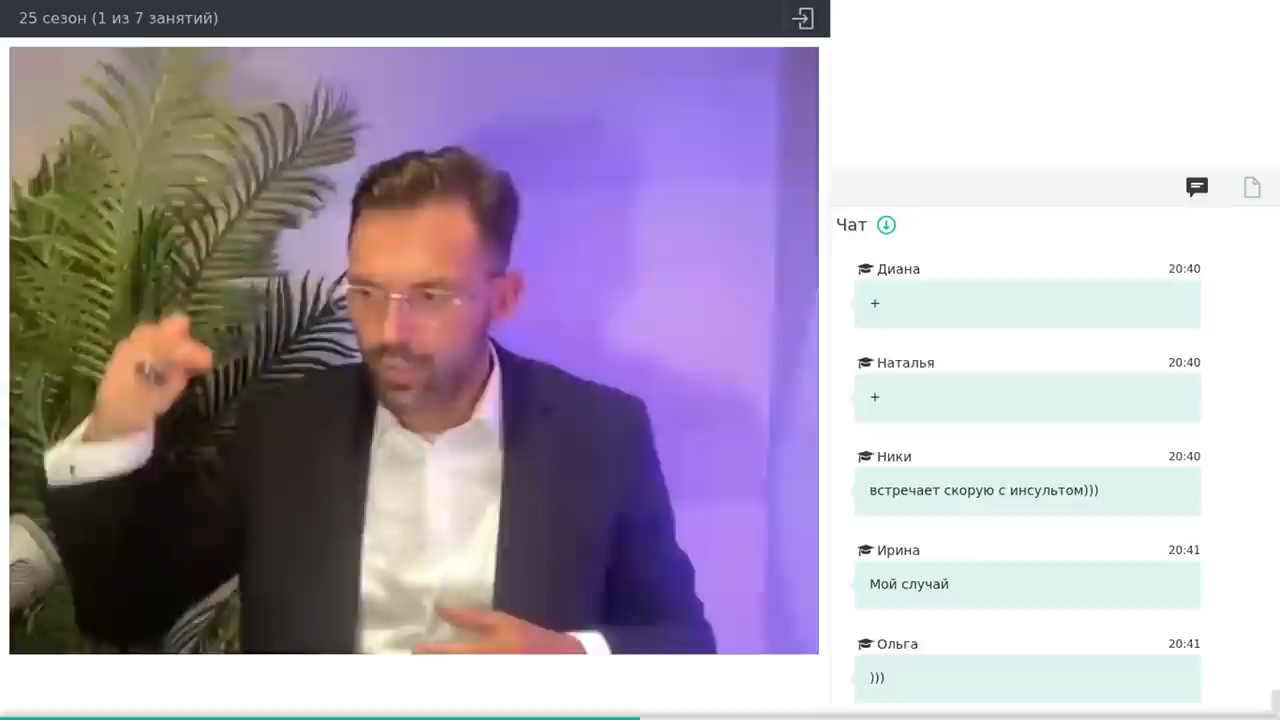 25 сезон (1 из 7 занятий)
Чат
Диана 20:40
+
Наталья 20:40
+
Ники 20:40
встречает скорую с инсультом)))
Ирина 20:41
Мой случай
Ольга 20:41
)))